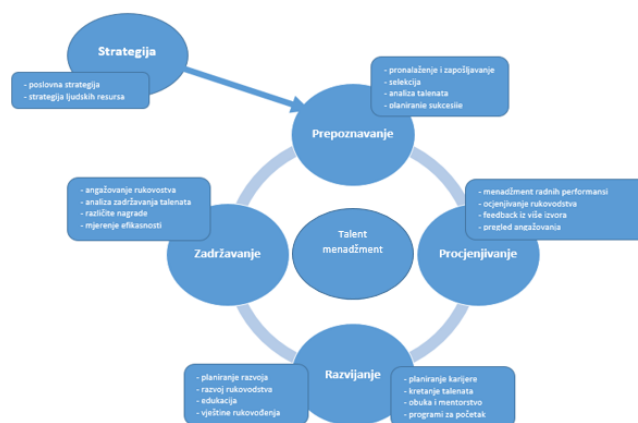 Strategija
- poslovna strategija
- strategija ljudskih resursa
- pronalaženje i zapošljavanje
- selekcija
- analiza talenata
- planiranje sukcesije
Prepoznavanje
- angažovanje rukovostva
- analiza zadržavanja talenata
- različite nagrade
- mjerenje efikasnosti
Zadržavanje
Talent
menadžment
- menadžment radnih performansi
- ocjenjivanje rukovodstva
- feedback iz više izvora
- pregled angažovanja
Procjenjivanje
Razvijanje
- planiranje razvoja
- razvoj rukovodstva
- edukacija
- vještine rukovođenja
- planiranje karijere
- kretanje talenata
- obuka i mentorstvo
- programi za početak